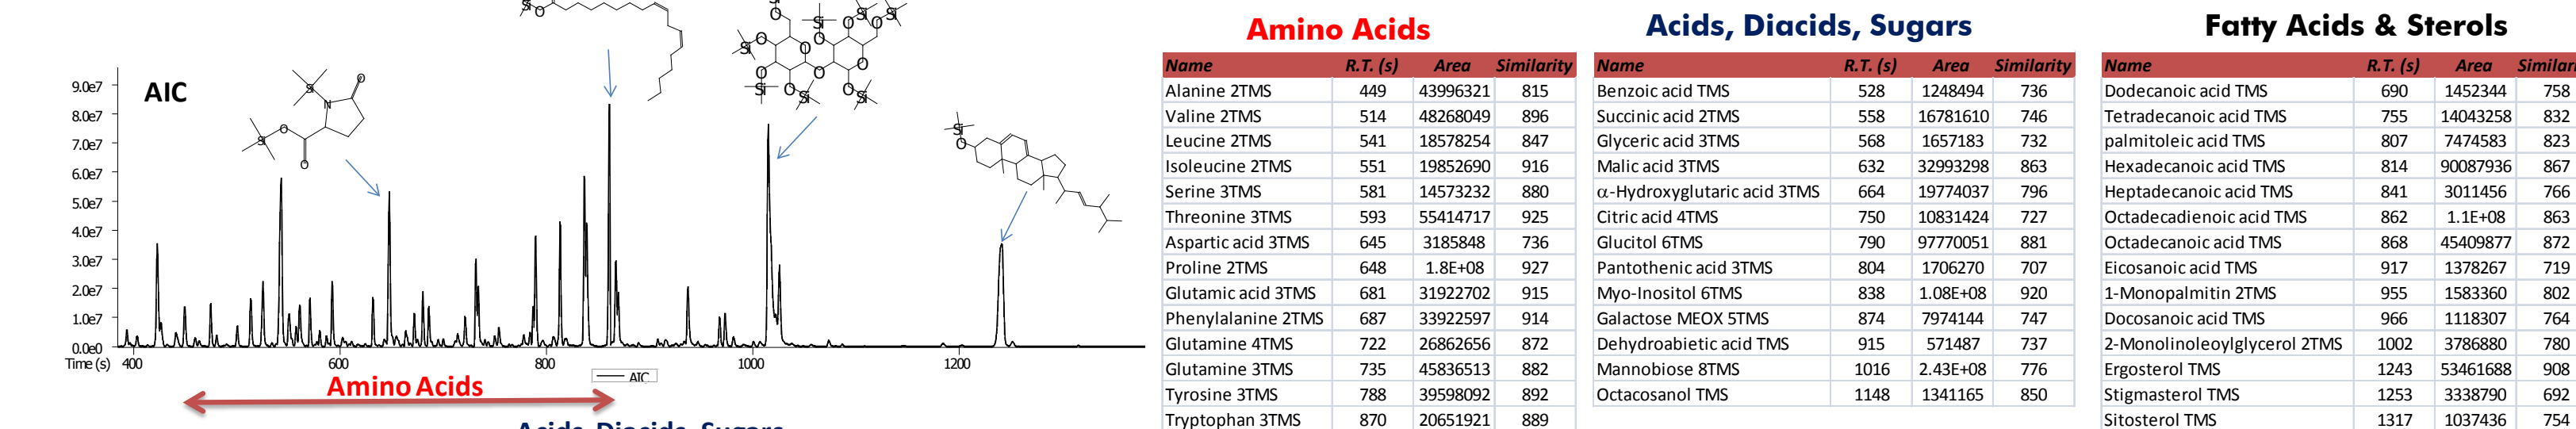 AIC
9.0e7
8.0e7
7.0e7
6.0e7
5.0e7
4.0e7
3.0e7
2.0e7
1.0e7
0.0e0
Time (s) 400 600 800 1000 1200
AIC
Amino Acids
Amino Acids
Name R.T. (s) Area Similarity
Alanine 2TMS 449 43996321 815
Valine 2TMS 514 48268049 896
Leucine 2TMS 541 18578254 847
Isoleucine 2TMS 551 19852690 916
Serine 3TMS 581 14573232 880
Threonine 3TMS 593 55414717 925
Aspartic acid 3TMS 645 3185848 736
Proline 2TMS 648 1.8E+08 927
Glutamic acid 3TMS 681 31922702 915
Phenylalanine 2TMS 687 33922597 914
Glutamine 4TMS 722 26862656 872
Glutamine 3TMS 735 45836513 882
Tyrosine 3TMS 788 39598092 892
Tryptophan 3TMS 870 20651921 889
Acids, Diacids, Sugars
Name R.T. (s) Area Similarity
Benzoic acid TMS 528 1248494 736
Succinic acid 2TMS 558 16781610 746
Glyceric acid 3TMS 568 1657183 732
Malic acid 3TMS 632 32993298 863
α-Hydroxyglutaric acid 3TMS 664 19774037 796
Citric acid 4TMS 750 10831424 727
Glucitol 6TMS 790 97770051 881
Pantothenic acid 3TMS 804 1706270 707
Myo-Inositol 6TMS 838 1.08E+08 920
Galactose MEOX 5TMS 874 7974144 747
Dehydroabietic acid TMS 915 571487 737
Mannobiose 8TMS 1016 2.43E+08 776
Octacosanol TMS 1148 1341165 850
Fatty Acids & Sterols
Name R.T. (s) Area Similari
Dodecanoic acid TMS 690 1452344 758
Tetradecanoic acid TMS 755 14043258 832
palmitoleic acid TMS 807 7474583 823
Hexadecanoic acid TMS 814 90087936 867
Heptadecanoic acid TMS 841 3011456 766
Octadecadienoic acid TMS 862 1.1E+08 863
Octadecanoic acid TMS 868 45409877 872
Eicosanoic acid TMS 917 1378267 719
1-Monopalmitin 2TMS 955 1583360 802
Docosanoic acid TMS 966 1118307 764
2-Monolinoleoylglycerol 2TMS 1002 3786880 780
Ergosterol TMS 1243 53461688 908
Stigmasterol TMS 1253 3338790 692
Sitosterol TMS 1317 1037436 754